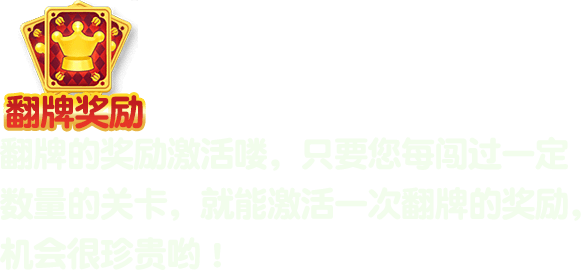 翻牌奖励
翻牌的奖励激活喽，只要您每闯过一定
数量的关卡，就能激活一次翻牌的奖励，
机会很珍贵哟！